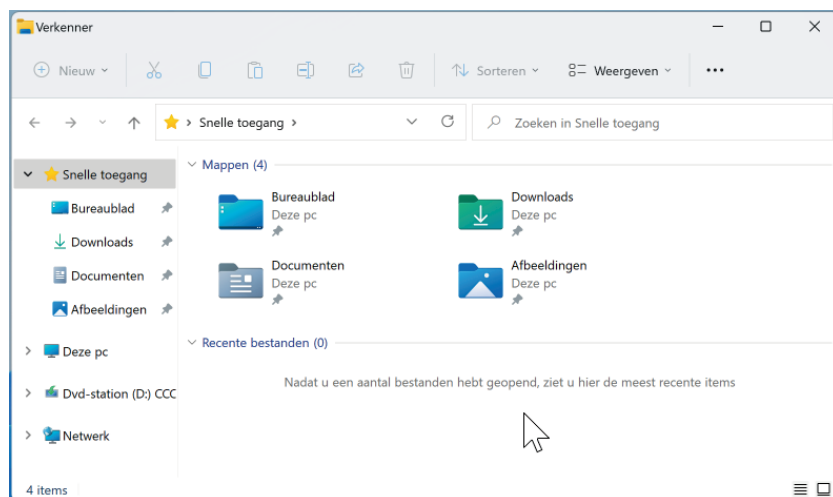 Verkenner
Nieuw
Sorteren
Weergeven
Snelle toegang
Zoeken in Snelle toegang
Snelle toegang
Bureaublad
Downloads
Documenten
Afbeeldingen
Deze pc
Dvd-station (D:) CCC
Netwerk
Mappen (4)
Bureaublad
Deze pc
Downloads
Deze pc
Documenten
Deze pc
Afbeeldingen
Deze pc
Recente bestanden (0)
Nadat u een aantal bestanden hebt geopend, ziet u hier de meest recente items
4 items